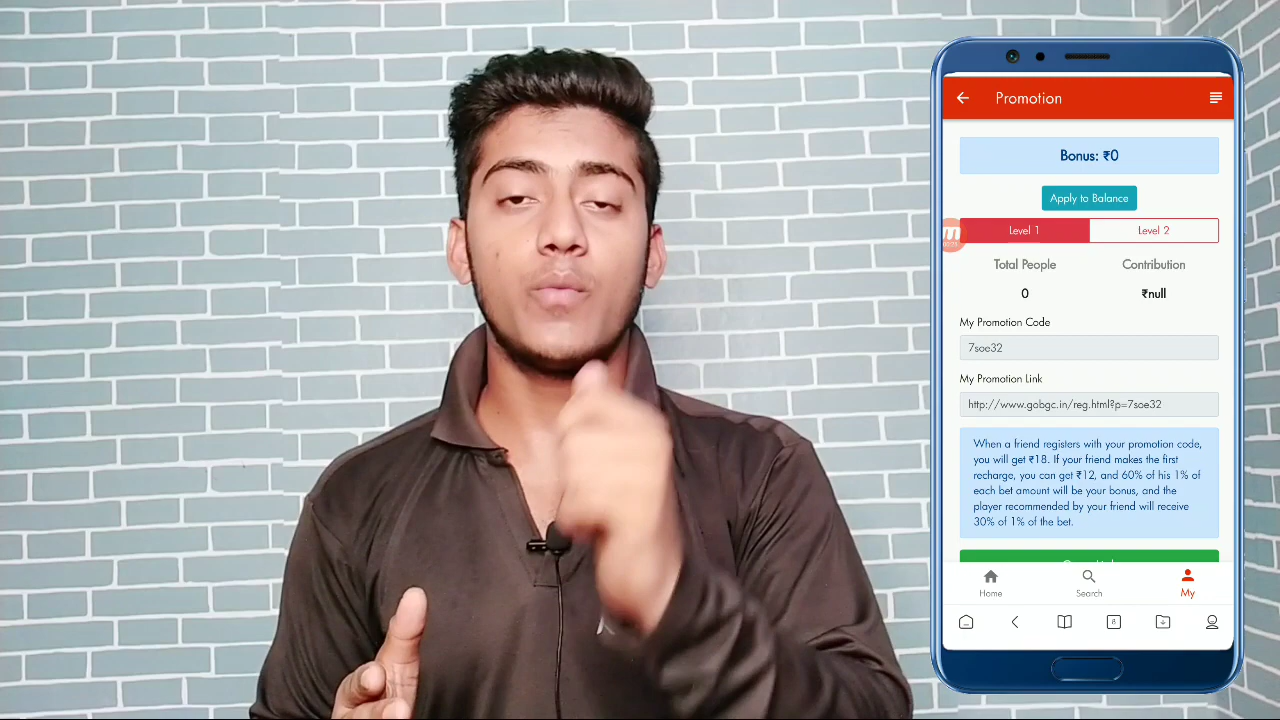 Promotion
Bonus: ₹0
Apply to Balance
Level 1
Level 2
Total People
Contribution
0
₹null
My Promotion Code
7soe32
My Promotion Link
http://www.gabgc.in/reg.html?p=7soe32
When a friend registers with your promotion code,
you will get ₹18. If your friend makes the first
recharge, you can get ₹12, and 60% of his 1% of
each bet amount will be your bonus, and the
player recommended by your friend will receive
30% of 1% of the bet.
Home
Search
My